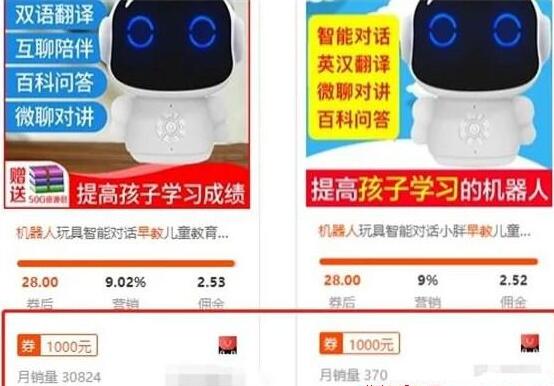 双语翻译
互聊陪伴
百科问答
微聊对讲
赠送
50G资源包
提高孩子学习成绩
机器人玩具智能对话早教儿童教育...
28.00
9.02%
2.53
券后
营销
佣金
券 1000元
月销量 30824
智能对话
英汉翻译
微聊对讲
百科问答
提高孩子学习的机器人
机器人玩具智能对话小胖早教儿童...
28.00
9%
2.52
券后
营销
佣金
券 1000元
月销量 370